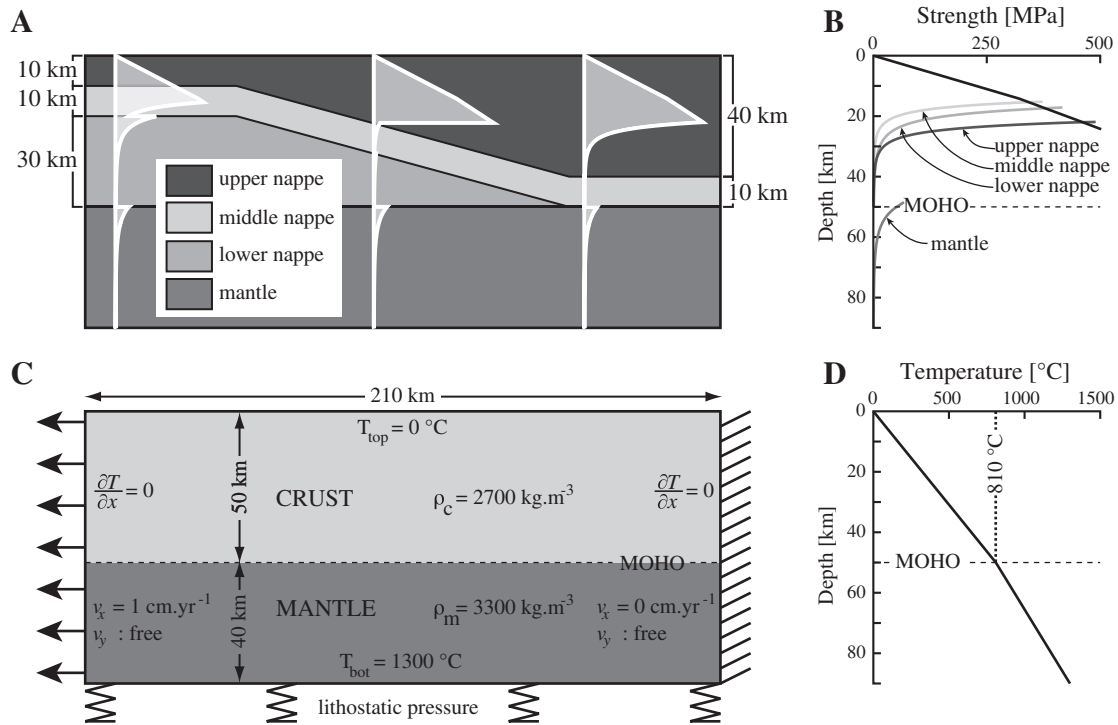 A
10 km
10 km
30 km
40 km
10 km
upper nappe
middle nappe
lower nappe
mantle
B
Strength [MPa]
0 250 500
0
20
40
60
80
Depth [km]
upper nappe
middle nappe
lower nappe
MOHO
mantle
C
210 km
T_top = 0 °C
50 km
∂T/∂x = 0
CRUST
ρ_c = 2700 kg.m⁻³
∂T/∂x = 0
MOHO
40 km
v_x = 1 cm.yr⁻¹
v_y : free
MANTLE
ρ_m = 3300 kg.m⁻³
v_x = 0 cm.yr⁻¹
v_y : free
T_bot = 1300 °C
lithostatic pressure
D
Temperature [°C]
0 500 1000 1500
0
20
40
60
80
Depth [km]
810 °C
MOHO